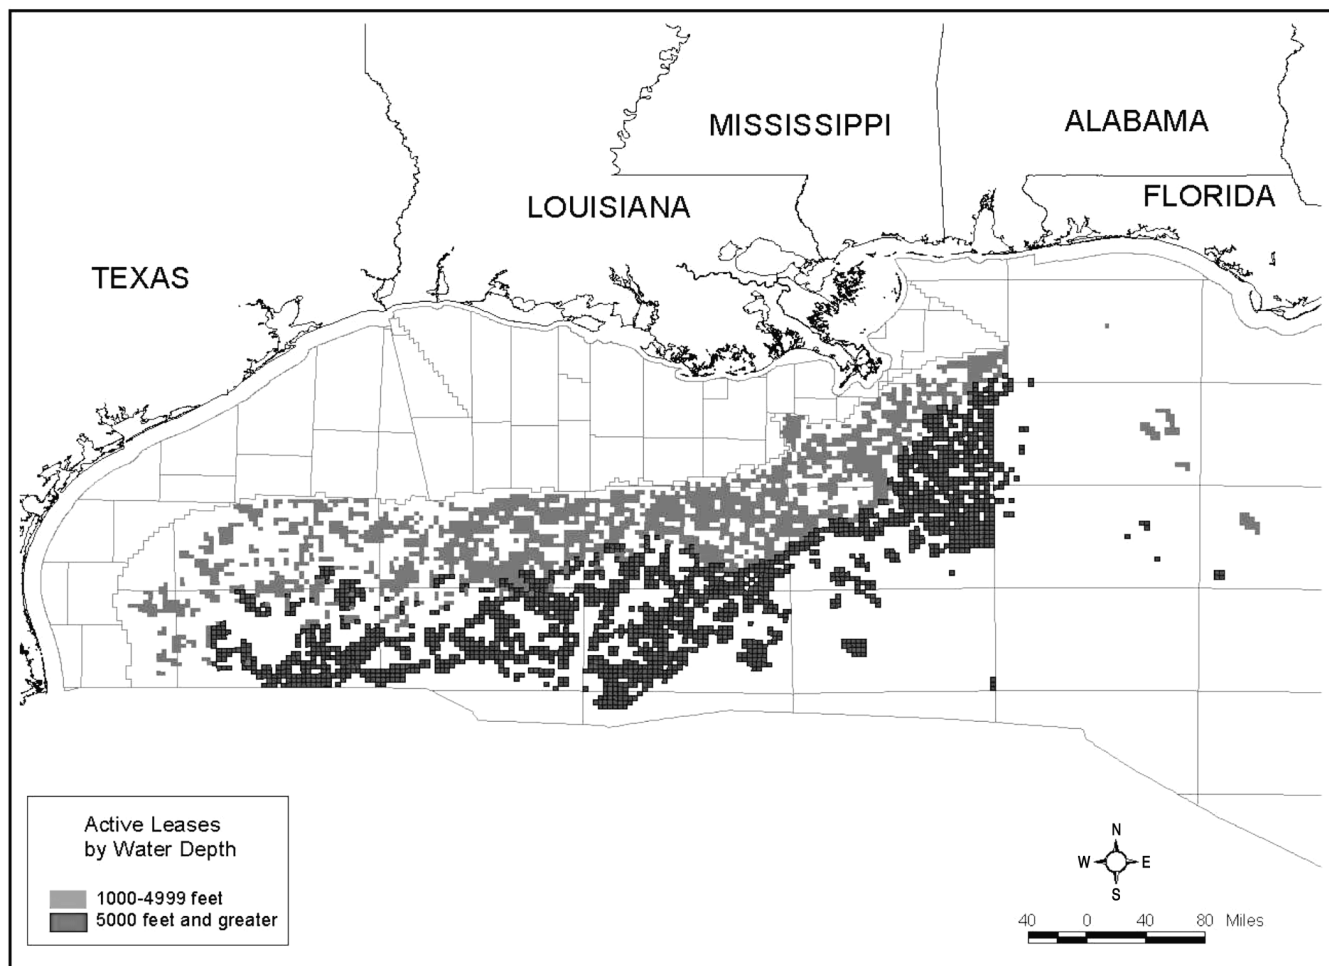 MISSISSIPPI
ALABAMA
LOUISIANA
FLORIDA
TEXAS
Active Leases
by Water Depth
1000-4999 feet
5000 feet and greater
N
W E
S
40 0 40 80 Miles